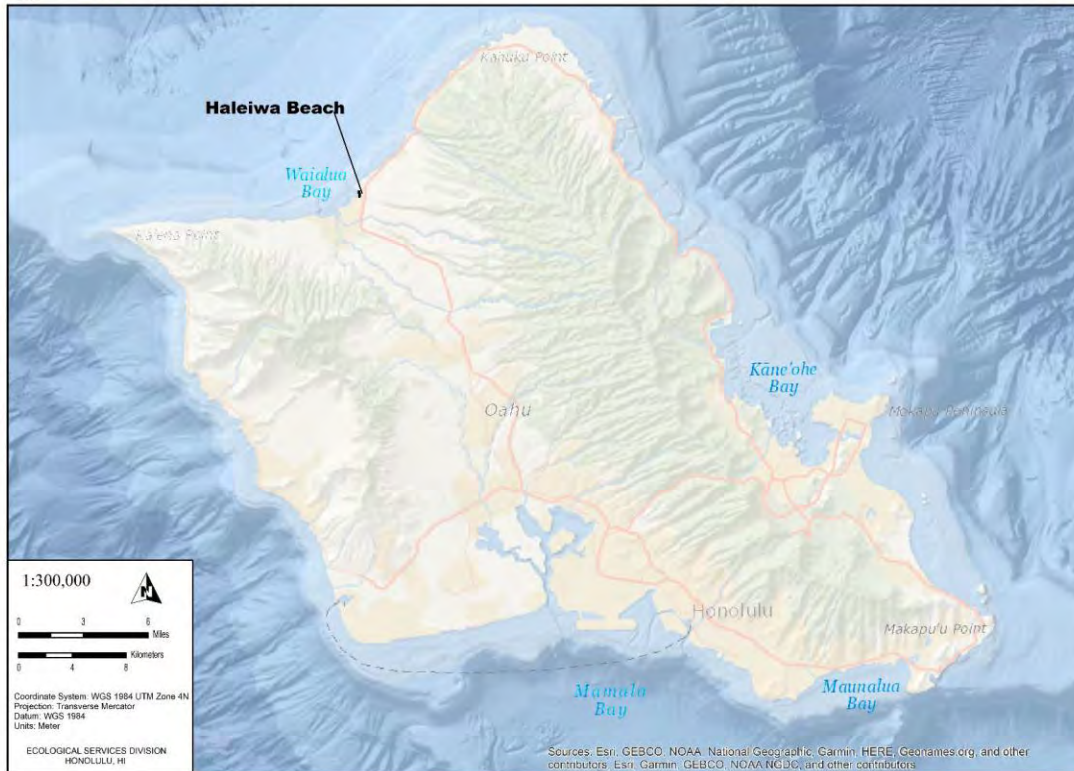 Kahuku Point
Haleiwa Beach
Waialua
Bay
Ka'ena Point
Kāne'ohe
Bay
Mokapu Peninsula
Oahu
Honolulu
Makapu'u Point
Mamala
Bay
Maunalua
Bay
1:300,000
N
0 3 6
Miles
Kilometers
0 4 8
Coordinate System: WGS 1984 UTM Zone 4N
Projection: Transverse Mercator
Datum: WGS 1984
Units: Meter
ECOLOGICAL SERVICES DIVISION
HONOLULU, HI
Sources: Esri, GEBCO, NOAA, National Geographic, Garmin, HERE, Geonames.org, and other
contributors, Esri, Garmin, GEBCO, NOAA NGDC, and other contributors